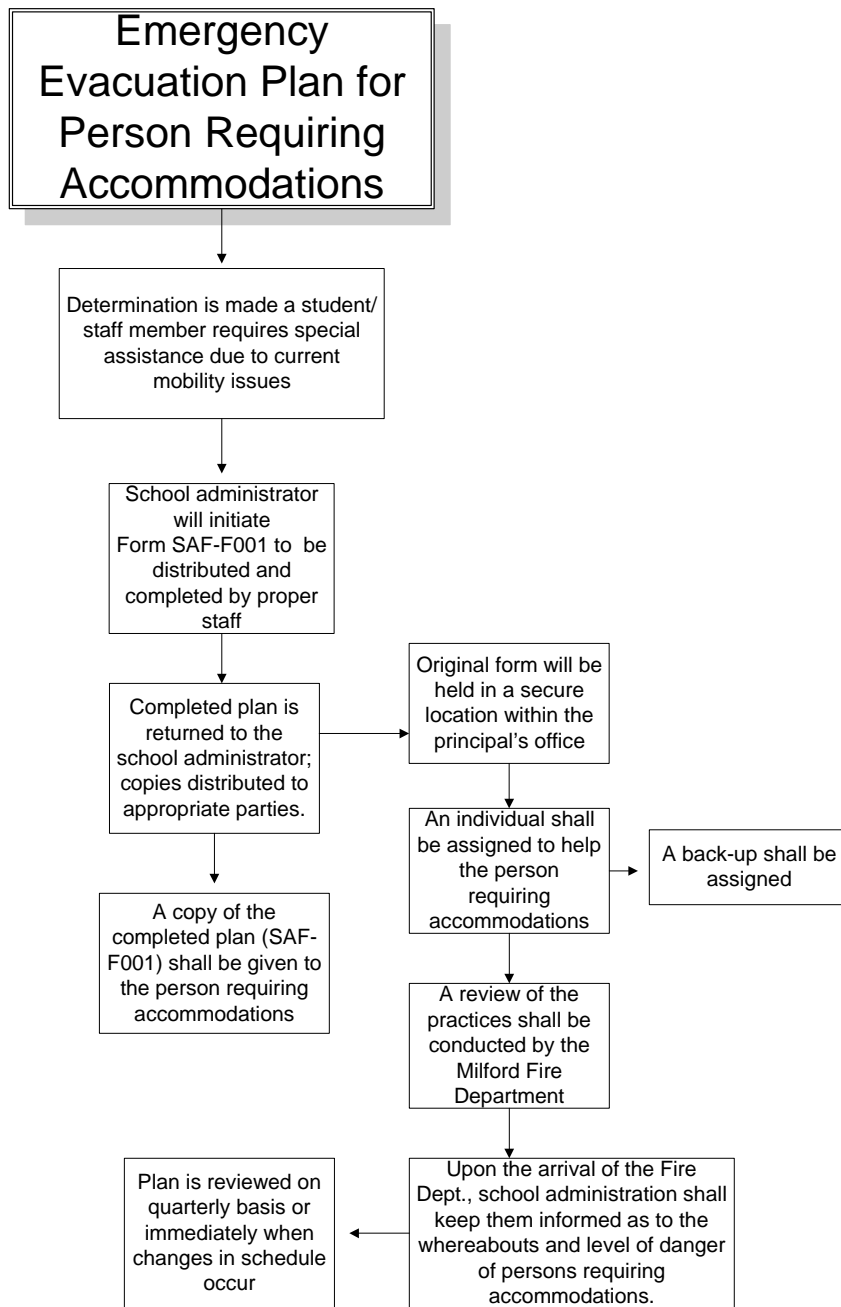 Emergency
Evacuation Plan for
Person Requiring
Accommodations
Determination is made a student/
staff member requires special
assistance due to current
mobility issues
School administrator
will initiate
Form SAF-F001 to be
distributed and
completed by proper
staff
Completed plan is
returned to the
school administrator;
copies distributed to
appropriate parties.
Original form will be
held in a secure
location within the
principal's office
An individual shall
be assigned to help
the person
requiring
accommodations
A back-up shall be
assigned
A copy of the
completed plan (SAF-
F001) shall be given to
the person requiring
accommodations
A review of the
practices shall be
conducted by the
Milford Fire
Department
Upon the arrival of the Fire
Dept., school administration shall
keep them informed as to the
whereabouts and level of danger
of persons requiring
accommodations.
Plan is reviewed on
quarterly basis or
immediately when
changes in schedule
occur